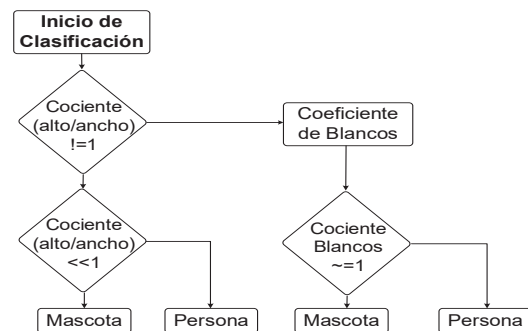 Inicio de
Clasificación
Cociente
(alto/ancho)
!=1
Coeficiente
de Blancos
Cociente
(alto/ancho)
<<1
Cociente
Blancos
~=1
Mascota
Persona
Mascota
Persona